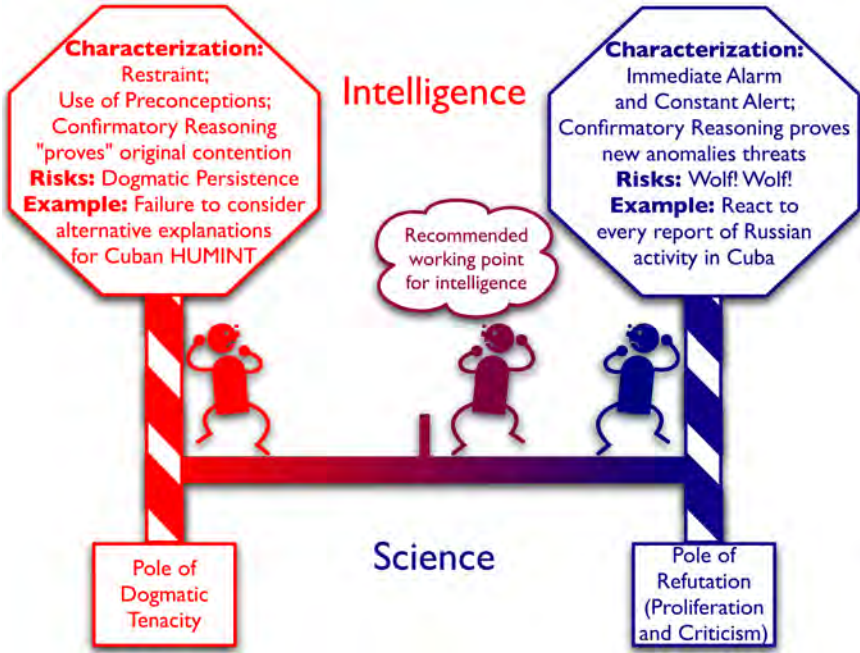 Characterization:
Restraint;
Use of Preconceptions;
Confirmatory Reasoning
"proves" original contention
Risks: Dogmatic Persistence
Example: Failure to consider
alternative explanations
for Cuban HUMINT
Intelligence
Characterization:
Immediate Alarm
and Constant Alert;
Confirmatory Reasoning proves
new anomalies threats
Risks: Wolf! Wolf!
Example: React to
every report of Russian
activity in Cuba
Recommended
working point
for intelligence
Science
Pole of
Dogmatic
Tenacity
Pole of
Refutation
(Proliferation
and Criticism)